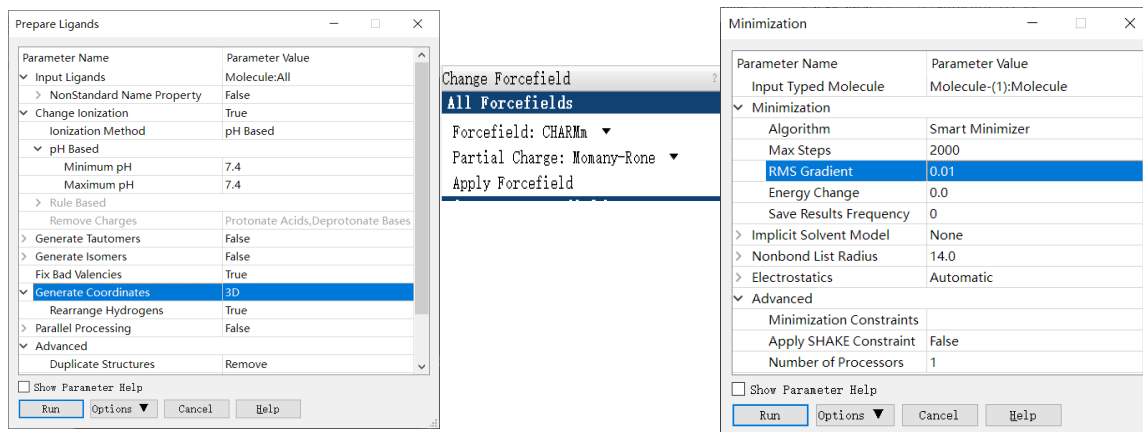 Prepare Ligands
Parameter Name Parameter Value
Input Ligands Molecule:All
NonStandard Name Property False
Change Ionization True
Ionization Method pH Based
pH Based
Minimum pH 7.4
Maximum pH 7.4
Rule Based
Remove Charges Protonate Acids,Deprotonate Bases
Generate Tautomers False
Generate Isomers False
Fix Bad Valencies True
Generate Coordinates 3D
Rearrange Hydrogens True
Parallel Processing False
Advanced
Duplicate Structures Remove
Show Parameter Help
Run Options ▼ Cancel Help
Change Forcefield ?
All Forcefields
Forcefield: CHARMm ▼
Partial Charge: Momany-Rone ▼
Apply Forcefield
Minimization
Parameter Name Parameter Value
Input Typed Molecule Molecule-(1):Molecule
Minimization
Algorithm Smart Minimizer
Max Steps 2000
RMS Gradient 0.01
Energy Change 0.0
Save Results Frequency 0
Implicit Solvent Model None
Nonbond List Radius 14.0
Electrostatics Automatic
Advanced
Minimization Constraints
Apply SHAKE Constraint False
Number of Processors 1
Show Parameter Help
Run Options ▼ Cancel Help